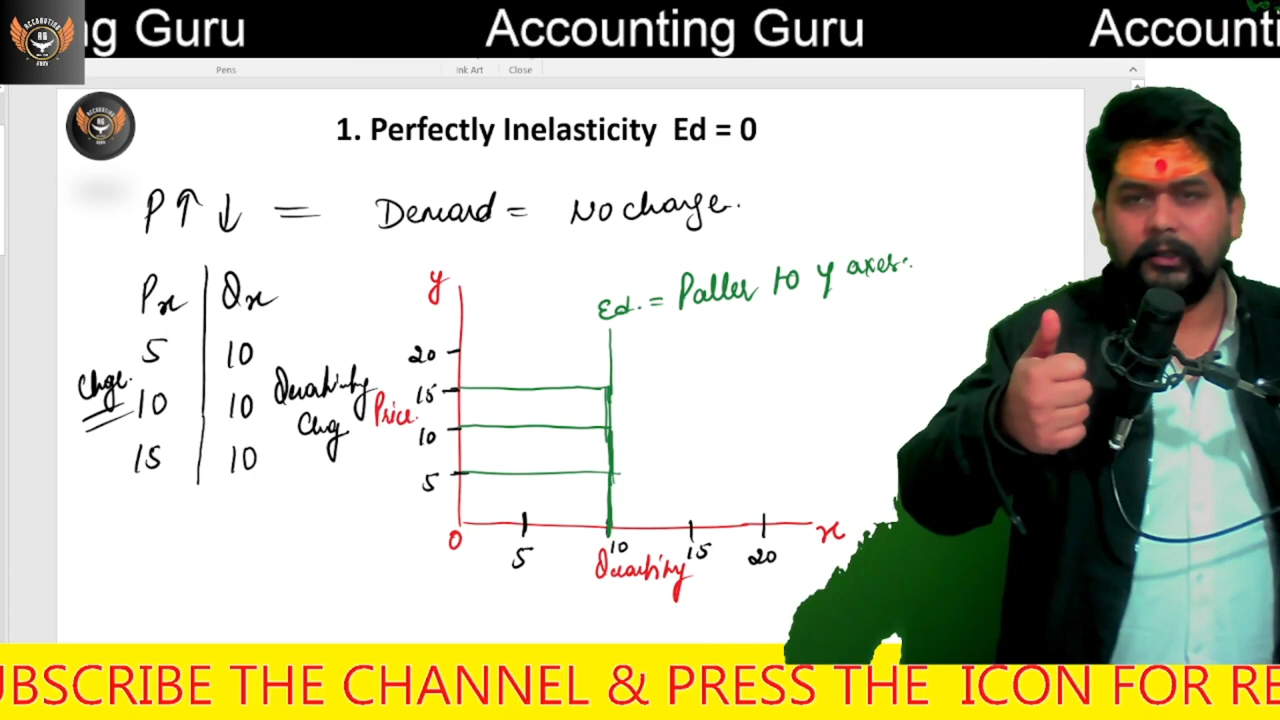 ng Guru Accounting Guru Accounti
Pens Ink Art Close
1. Perfectly Inelasticity Ed = 0
P↑↓ = Demard = No charge.
Px Qx
5 10
10 10
15 10
Chge.
Quantity
Chg
y
20
15
10
5
Price.
Ed. = Paller to y axes.
0
5
10
15
20
x
Quantity
UBSCRIBE THE CHANNEL & PRESS THE ICON FOR RE